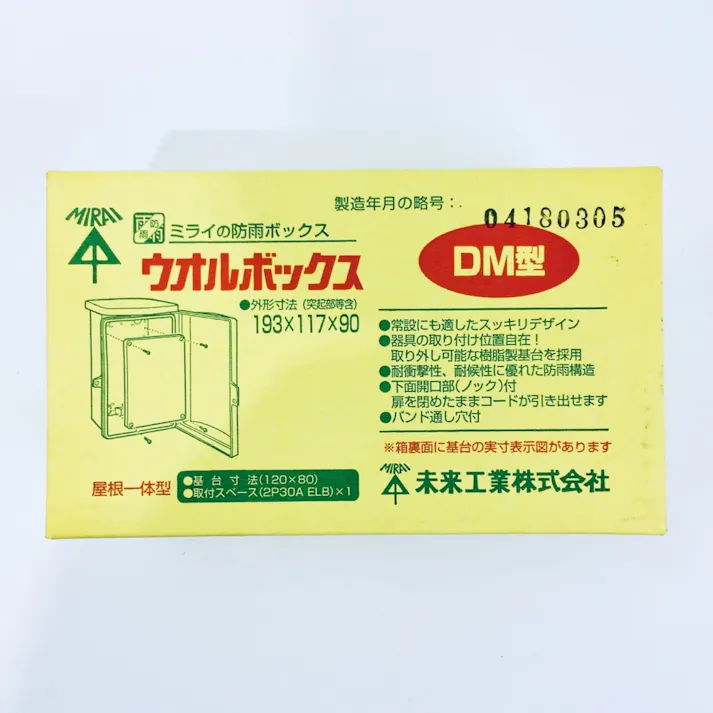 MIRAI
防雨
ミライの防雨ボックス
ウオルボックス
●外形寸法(突起部等含)
193×117×90
屋根一体型
●基台寸法(120×80)
●取付スペース(2P30A ELB)×1
製造年月の略号:.
04180305
DM型
●常設にも適したスッキリデザイン
●器具の取り付け位置自在!
取り外し可能な樹脂製基台を採用
●耐衝撃性、耐候性に優れた防雨構造
●下面開口部(ノック)付
扉を閉めたままコードが引き出せます
●バンド通し穴付
※箱裏面に基台の実寸表示図があります
MIRAI
未来工業株式会社